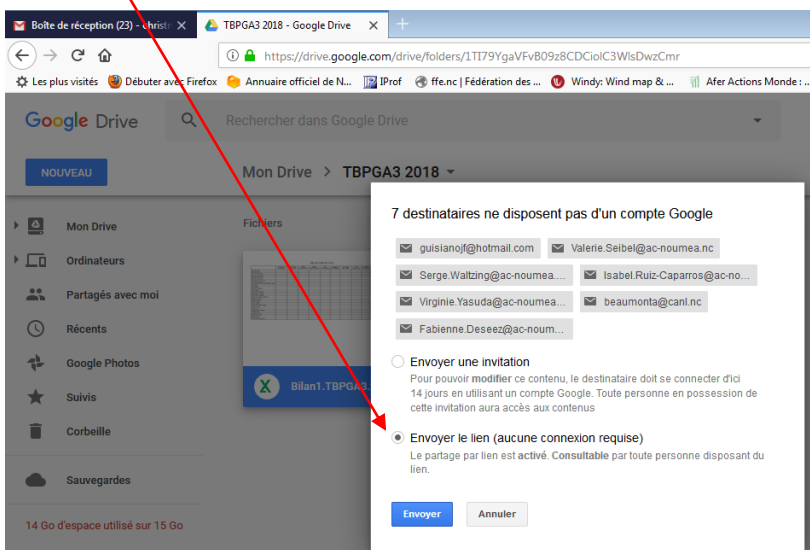 Boîte de réception (23) - christ
TBPGA3 2018 - Google Drive
https://drive.google.com/drive/folders/1TI79YgaVFvB09z8CDCiolC3WlsDwzCmr
Les plus visités Débuter avec Firefox Annuaire officiel de N... IProf ffe.nc | Fédération des ... Windy: Wind map & ... Afer Actions Monde : ...
Google Drive
Rechercher dans Google Drive
NOUVEAU
Mon Drive > TBPGA3 2018
Mon Drive
Ordinateurs
Partagés avec moi
Récents
Google Photos
Suivis
Corbeille
Sauvegardes
14 Go d'espace utilisé sur 15 Go
Fichiers
Bilan1.TBPGA3.
7 destinataires ne disposent pas d'un compte Google
guisianojf@hotmail.com Valerie.Seibel@ac-noumea.nc
Serge.Waltzing@ac-noumea.... Isabel.Ruiz-Caparros@ac-no...
Virginie.Yasuda@ac-noumea... beaumonta@canl.nc
Fabienne.Deseez@ac-noum...
Envoyer une invitation
Pour pouvoir modifier ce contenu, le destinataire doit se connecter d'ici
14 jours en utilisant un compte Google. Toute personne en possession de
cette invitation aura accès aux contenus
Envoyer le lien (aucune connexion requise)
Le partage par lien est activé. Consultable par toute personne disposant du
lien.
Envoyer Annuler